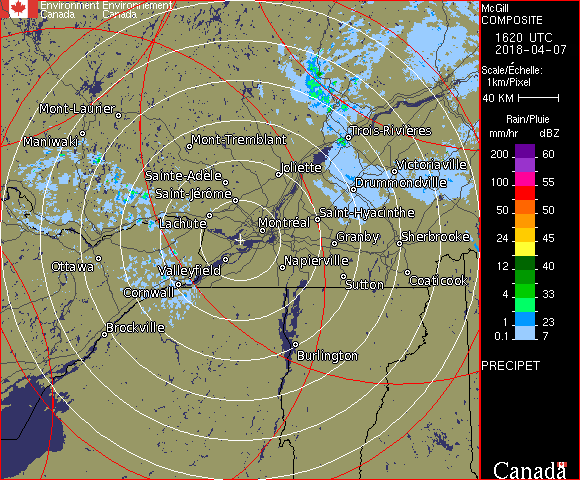 Environment Environnement
Canada Canada
McGill
COMPOSITE
1620 UTC
2018-04-07
Scale/Échelle:
1km/Pixel
40 KM
Rain/Pluie
mm/hr dBZ
200 60
150 57
100 55
50 50
24 45
12 40
4 33
1 23
0.1 7
PRECIPET
Canada
Mont-Laurier
Maniwaki
Mont-Tremblant
Trois-Rivières
Sainte-Adèle
Joliette
Victoriaville
Saint-Jérôme
Drummondville
Lachute
Montréal
Saint-Hyacinthe
Granby
Sherbrooke
Ottawa
Valleyfield
Napierville
Cornwall
Sutton
Coaticook
Brockville
Burlington